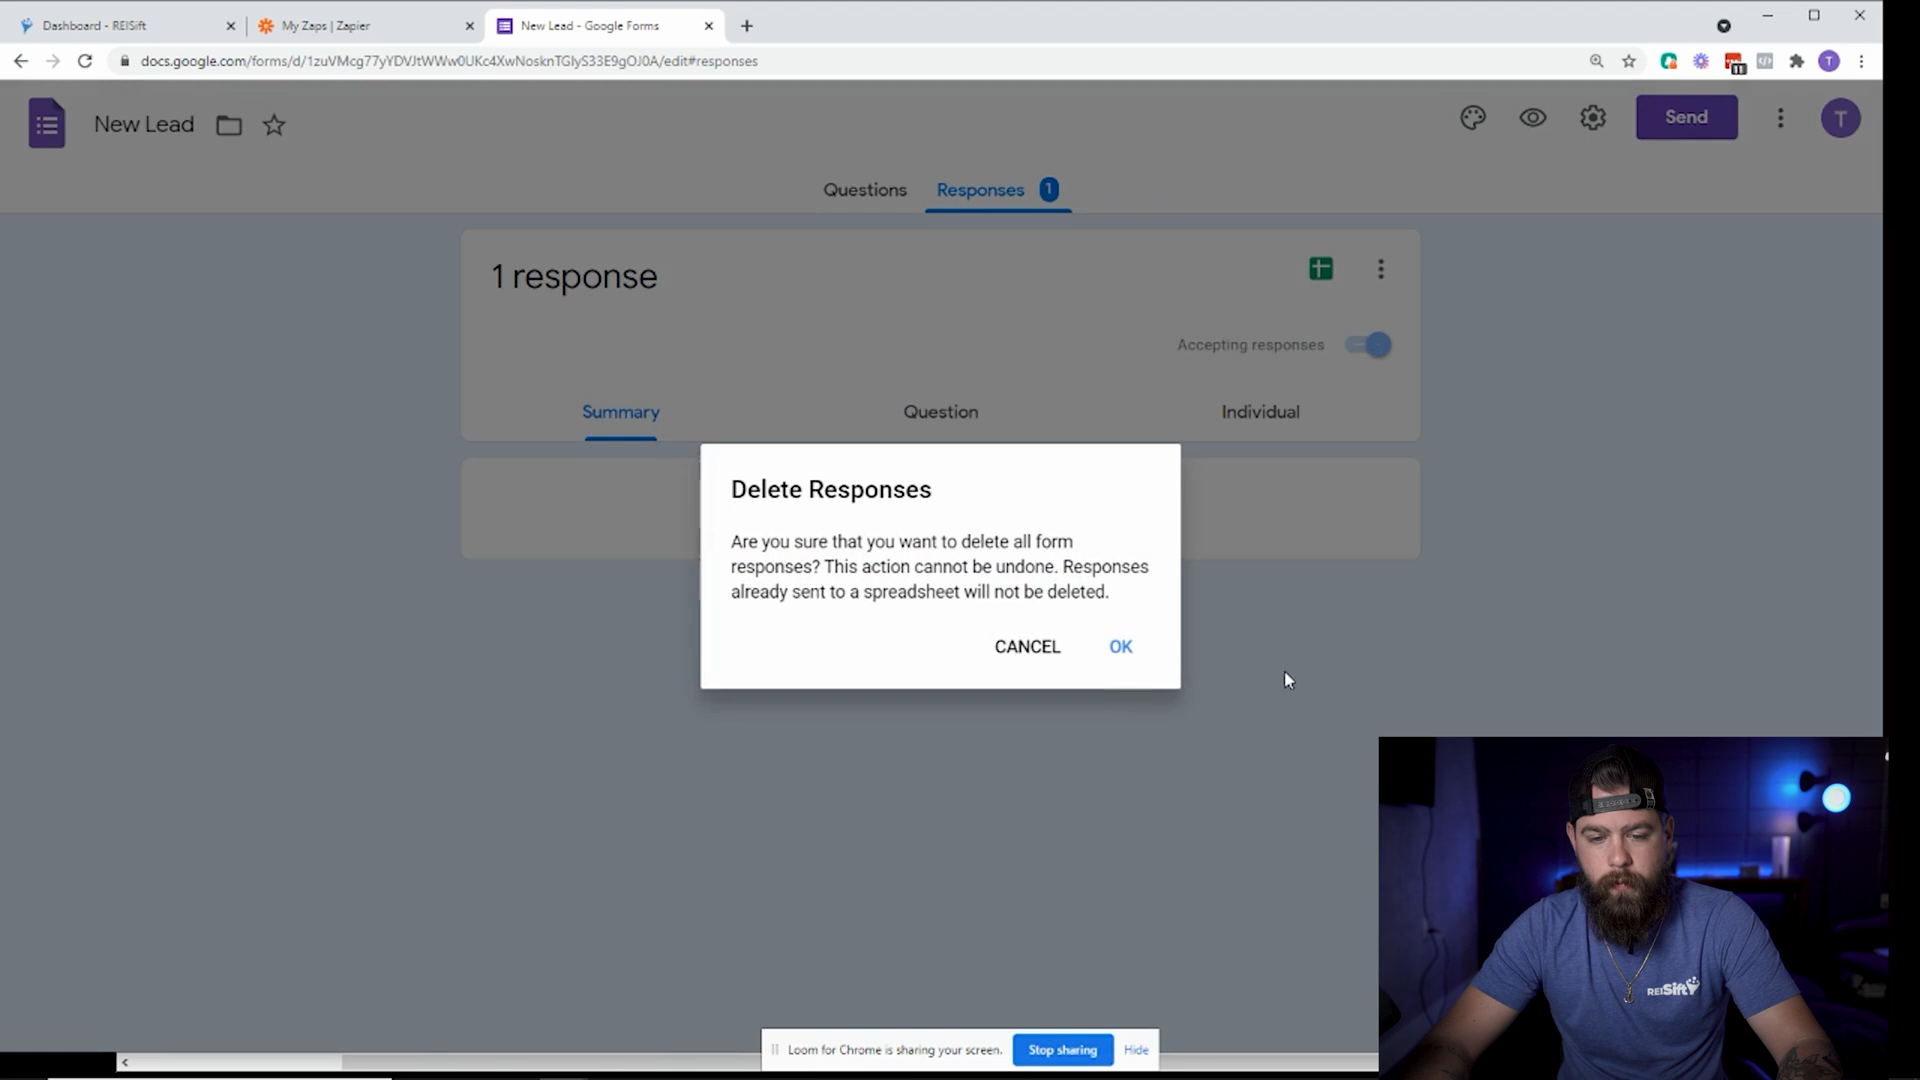 Dashboard - REISift
My Zaps | Zapier
New Lead - Google Forms
docs.google.com/forms/d/1zuVMcg77yYDVJtWWw0UKc4XwNosknTGIyS33E9gOJ0A/edit#responses
T
New Lead
Send
T
Questions
Responses 1
1 response
Accepting responses
Summary
Question
Individual
Delete Responses
Are you sure that you want to delete all form
responses? This action cannot be undone. Responses
already sent to a spreadsheet will not be deleted.
CANCEL
OK
REISift
Loom for Chrome is sharing your screen.
Stop sharing
Hide